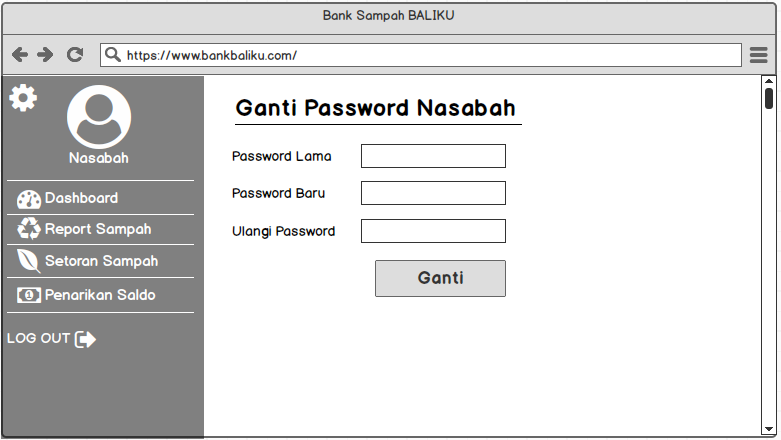 Bank Sampah BALIKU
https://www.bankbaliku.com/
Nasabah
Dashboard
Report Sampah
Setoran Sampah
Penarikan Saldo
LOG OUT
Ganti Password Nasabah
Password Lama
Password Baru
Ulangi Password
Ganti